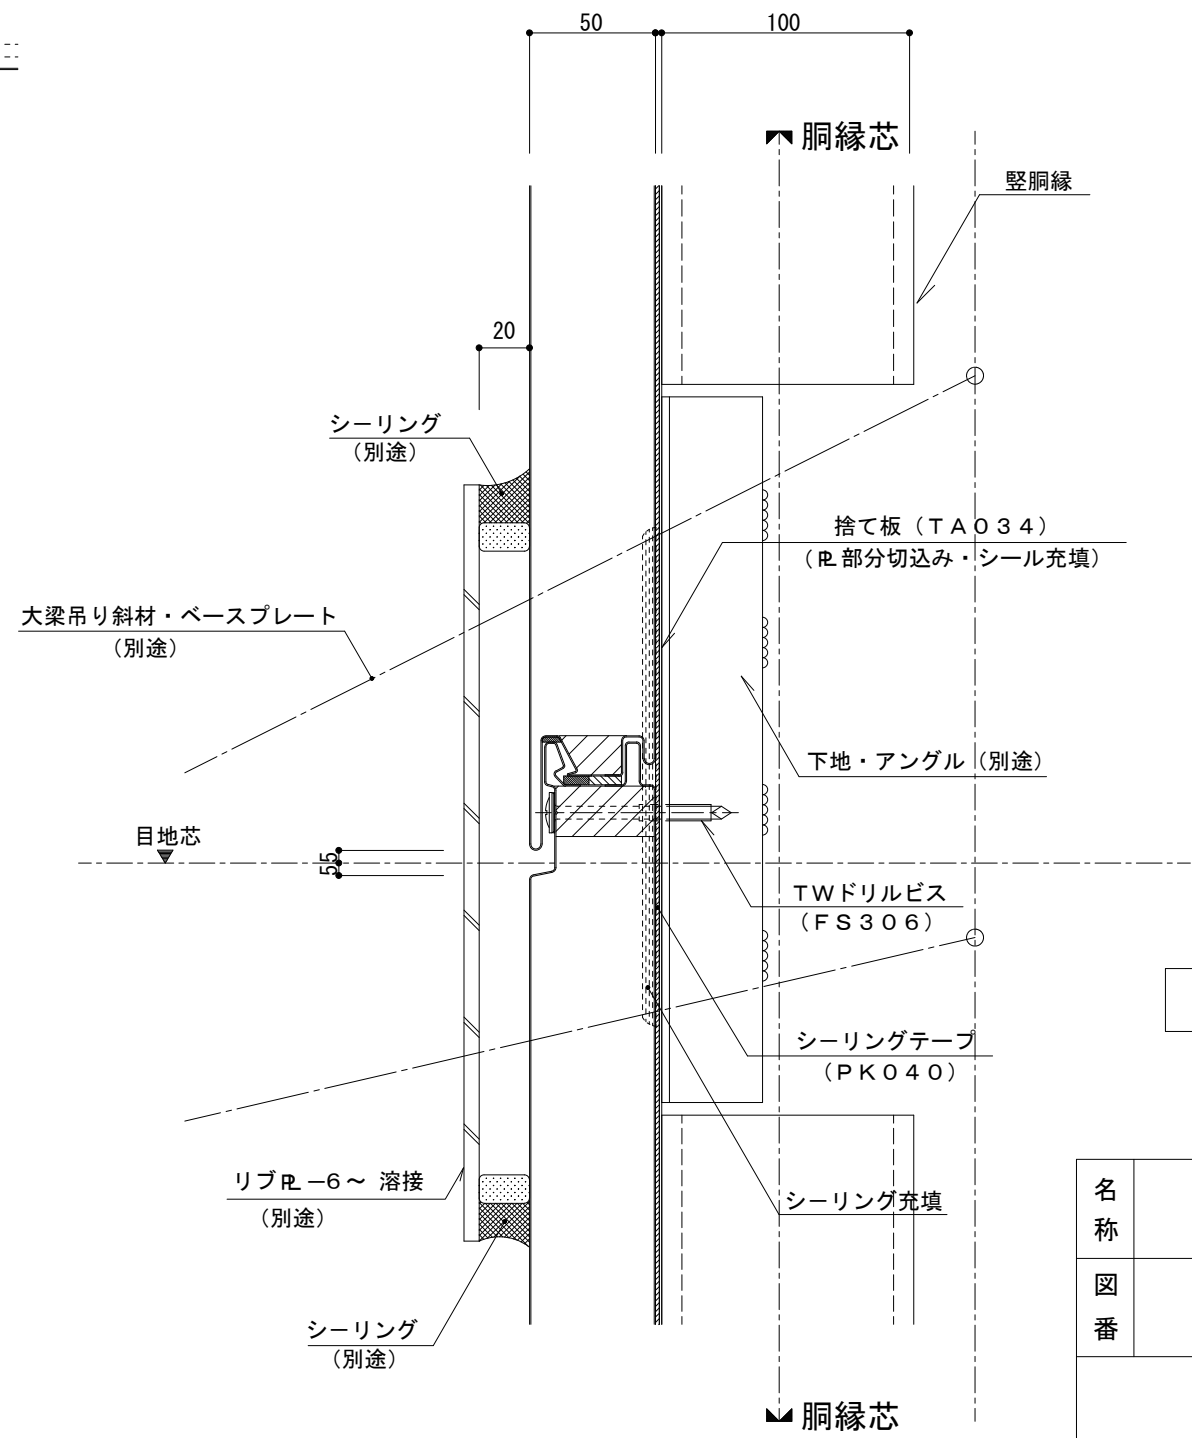 50
100
胴縁芯
竪胴縁
20
シーリング
（別途）
捨て板（ＴＡ０３４）
（PL部分切込み・シール充填）
大梁吊り斜材・ベースプレート
（別途）
下地・アングル（別途）
目地芯
5
5
ＴＷドリルビス
（ＦＳ３０６）
シーリングテープ
（ＰＫ０４０）
リブPL－6～ 溶接
（別途）
シーリング充填
シーリング
（別途）
胴縁芯
名称
図番